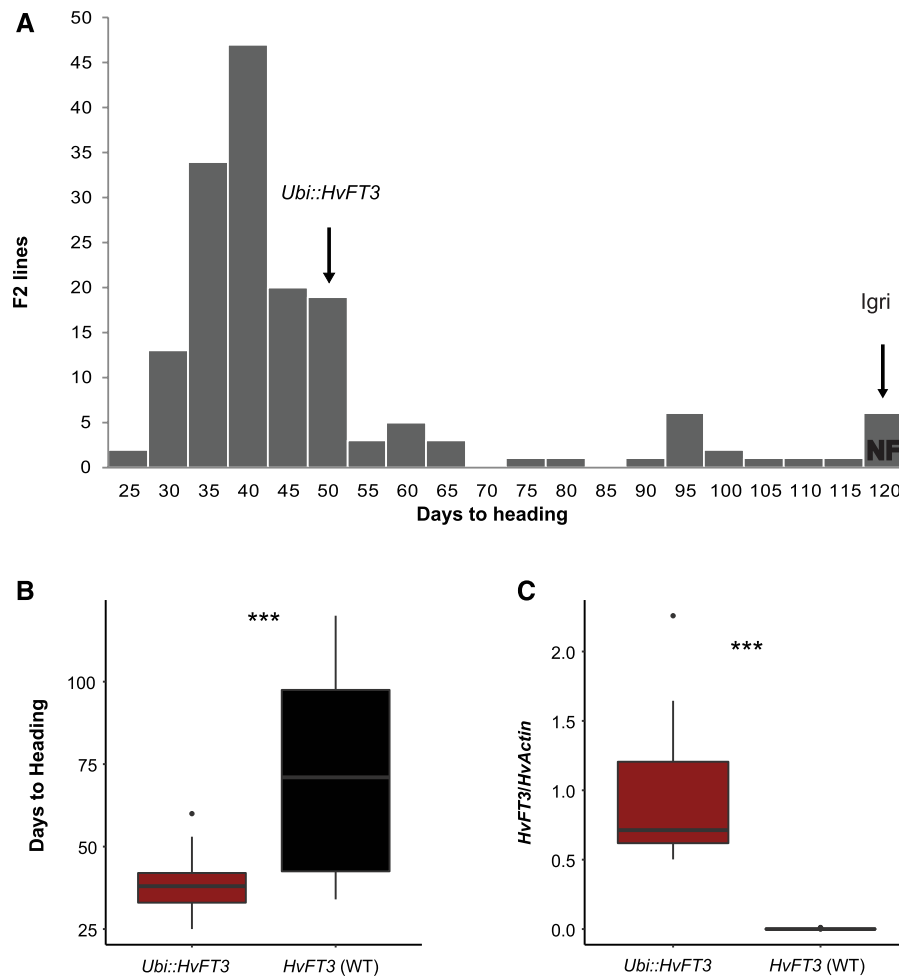 A
50
45
40
35
30
25
20
15
10
5
0
F2 lines
Ubi::HvFT3
Igri
NF
25 30 35 40 45 50 55 60 65 70 75 80 85 90 95 100 105 110 115 120
Days to heading
B
***
100
75
50
25
Days to Heading
Ubi::HvFT3 HvFT3 (WT)
C
***
2.0
1.5
1.0
0.5
0.0
HvFT3/HvActin
Ubi::HvFT3 HvFT3 (WT)